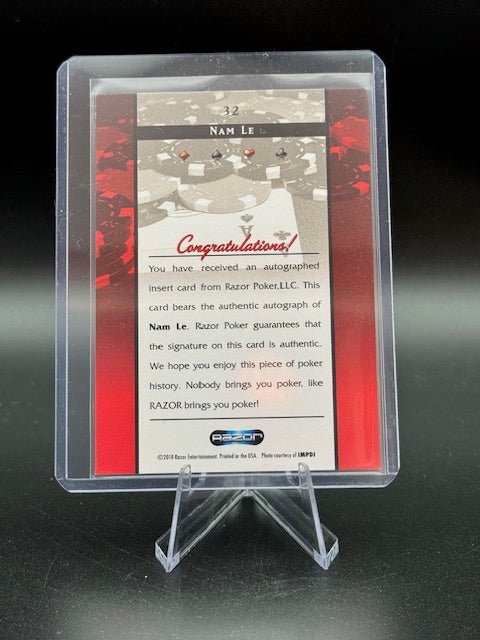 32
NAM LE
Congratulations!
You have received an autographed
insert card from Razor Poker,LLC. This
card bears the authentic autograph of
Nam Le. Razor Poker guarantees that
the signature on this card is authentic.
We hope you enjoy this piece of poker
history. Nobody brings you poker, like
RAZOR brings you poker!
RAZOR
©2010 Razor Entertainment. Printed in the USA. Photo courtesy of IMPDI